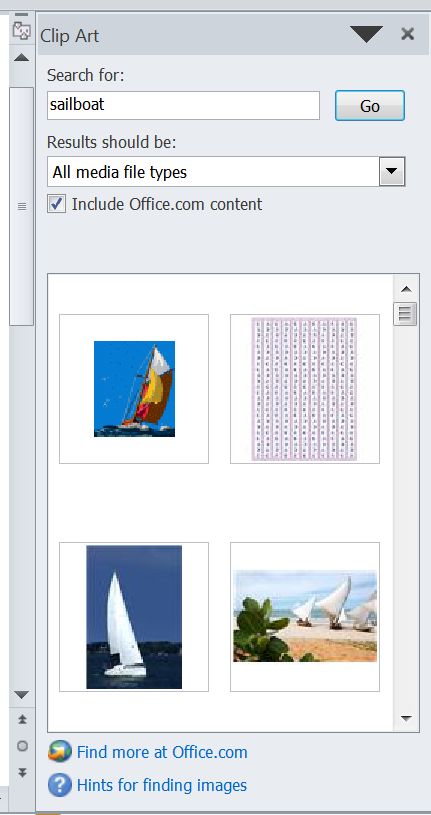 Clip Art
Search for:
sailboat
Go
Results should be:
All media file types
Include Office.com content
Find more at Office.com
Hints for finding images